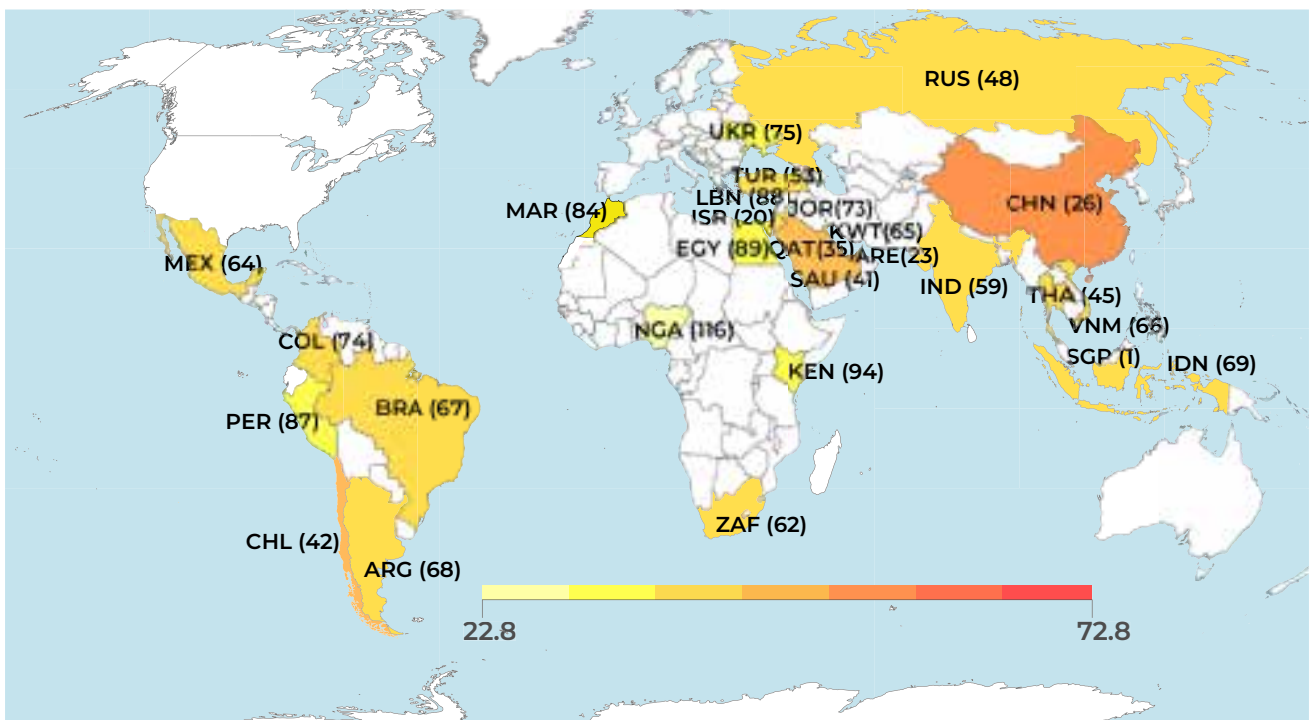 RUS (48)
UKR (75)
TUR (53)
LBN (88
MAR (84)
JOR(73)
CHN (26)
ISR (20)
KWT(65)
EGY (89)
QAT(35)
ARE(23)
MEX (64)
SAU (41)
IND (59)
THA (45)
VNM (66)
NGA (116)
COL (74)
SGP (1)
IDN (69)
KEN (94)
BRA (67)
PER (87)
ZAF (62)
CHL (42)
ARG (68)
22.8
72.8